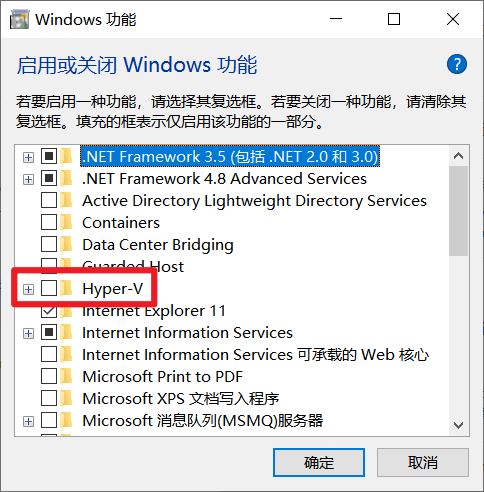 Windows 功能
启用或关闭 Windows 功能
?
若要启用一种功能，请选择其复选框。若要关闭一种功能，请清除其
复选框。填充的框表示仅启用该功能的一部分。
.NET Framework 3.5 (包括 .NET 2.0 和 3.0)
.NET Framework 4.8 Advanced Services
Active Directory Lightweight Directory Services
Containers
Data Center Bridging
Guarded Host
Hyper-V
Internet Explorer 11
Internet Information Services
Internet Information Services 可承载的 Web 核心
Microsoft Print to PDF
Microsoft XPS 文档写入程序
Microsoft 消息队列(MSMQ)服务器
确定
取消